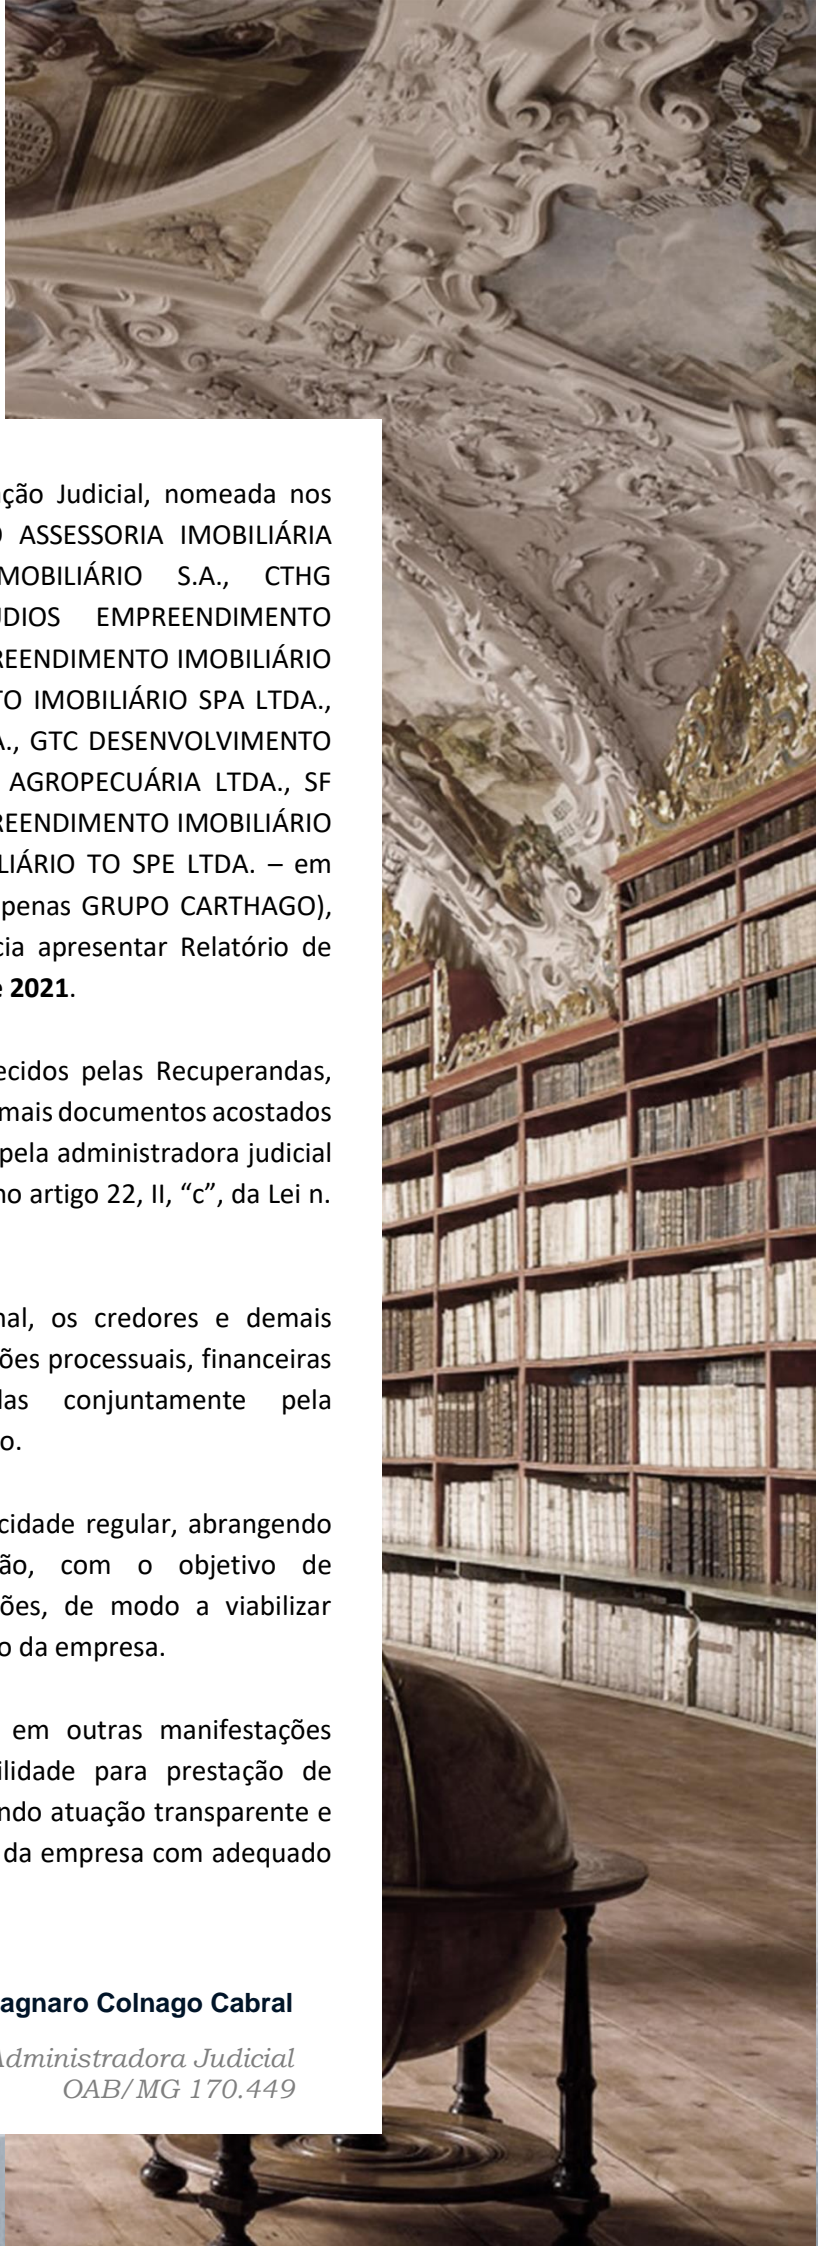 ção Judicial, nomeada nos
O ASSESSORIA IMOBILIÁRIA
MOBILIÁRIO S.A., CTHG
DIOS EMPREENDIMENTO
REENDIMENTO IMOBILIÁRIO
TO IMOBILIÁRIO SPA LTDA.,
A., GTC DESENVOLVIMENTO
AGROPECUÁRIA LTDA., SF
REENDIMENTO IMOBILIÁRIO
LIÁRIO TO SPE LTDA. – em
penas GRUPO CARTHAGO),
cia apresentar Relatório de
e 2021.
ecidos pelas Recuperandas,
mais documentos acostados
pela administradora judicial
no artigo 22, II, “c”, da Lei n.
nal, os credores e demais
ões processuais, financeiras
las conjuntamente pela
o.
cidade regular, abrangendo
ão, com o objetivo de
ões, de modo a viabilizar
o da empresa.
em outras manifestações
ilidade para prestação de
ndo atuação transparente e
da empresa com adequado
agnaro Colnago Cabral
Administradora Judicial
OAB/MG 170.449